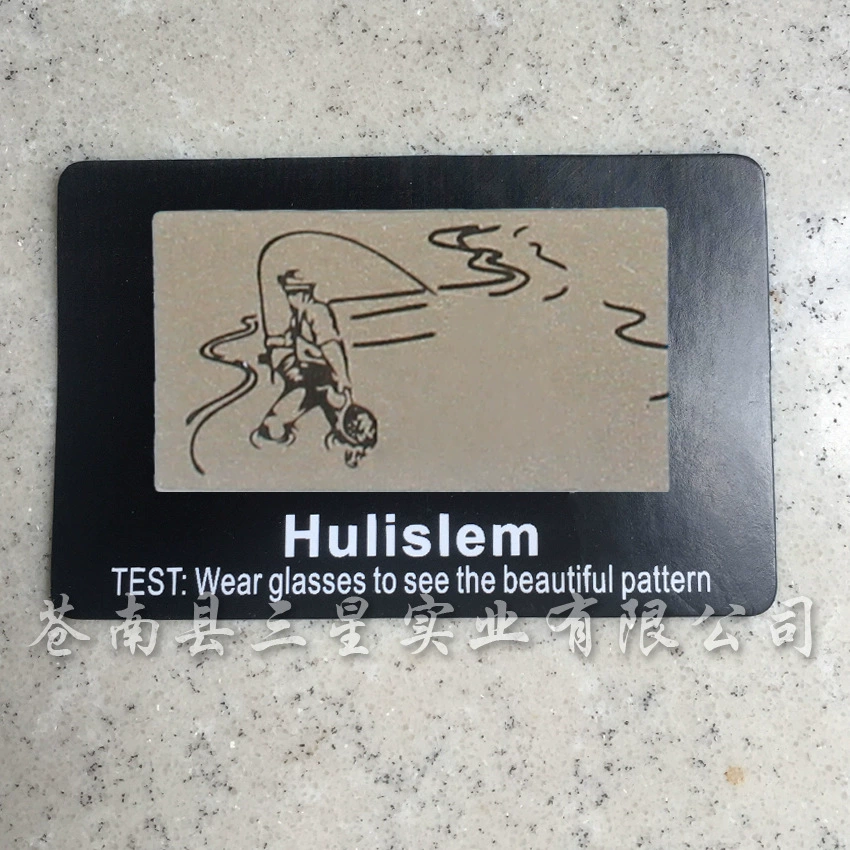 Hulislem
TEST: Wear glasses to see the beautiful pattern
苍南县三星实业有限公司